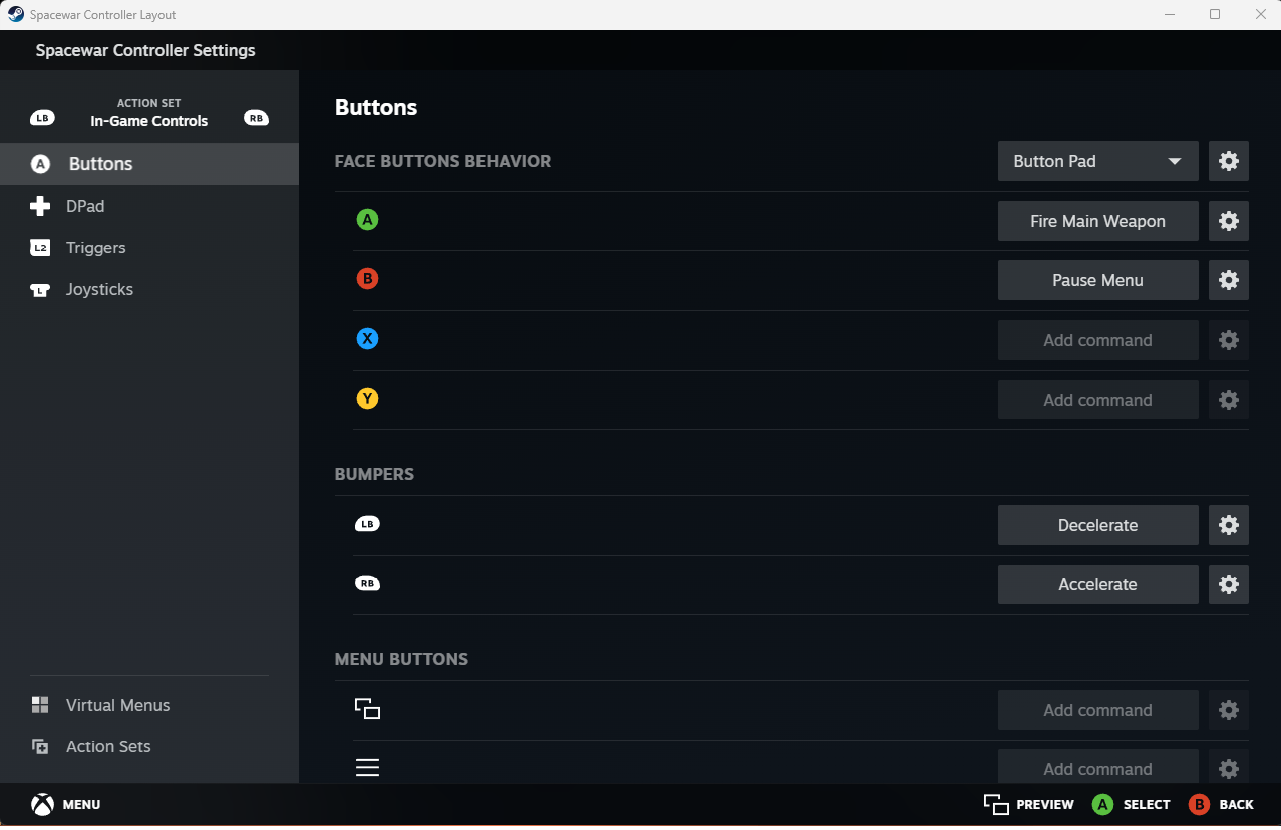 Spacewar Controller Layout
Spacewar Controller Settings
ACTION SET
LB In-Game Controls RB
A Buttons
DPad
L2 Triggers
L Joysticks
Virtual Menus
Action Sets
Buttons
FACE BUTTONS BEHAVIOR Button Pad
A Fire Main Weapon
B Pause Menu
X Add command
Y Add command
BUMPERS
LB Decelerate
RB Accelerate
MENU BUTTONS
Add command
Add command
MENU PREVIEW A SELECT B BACK